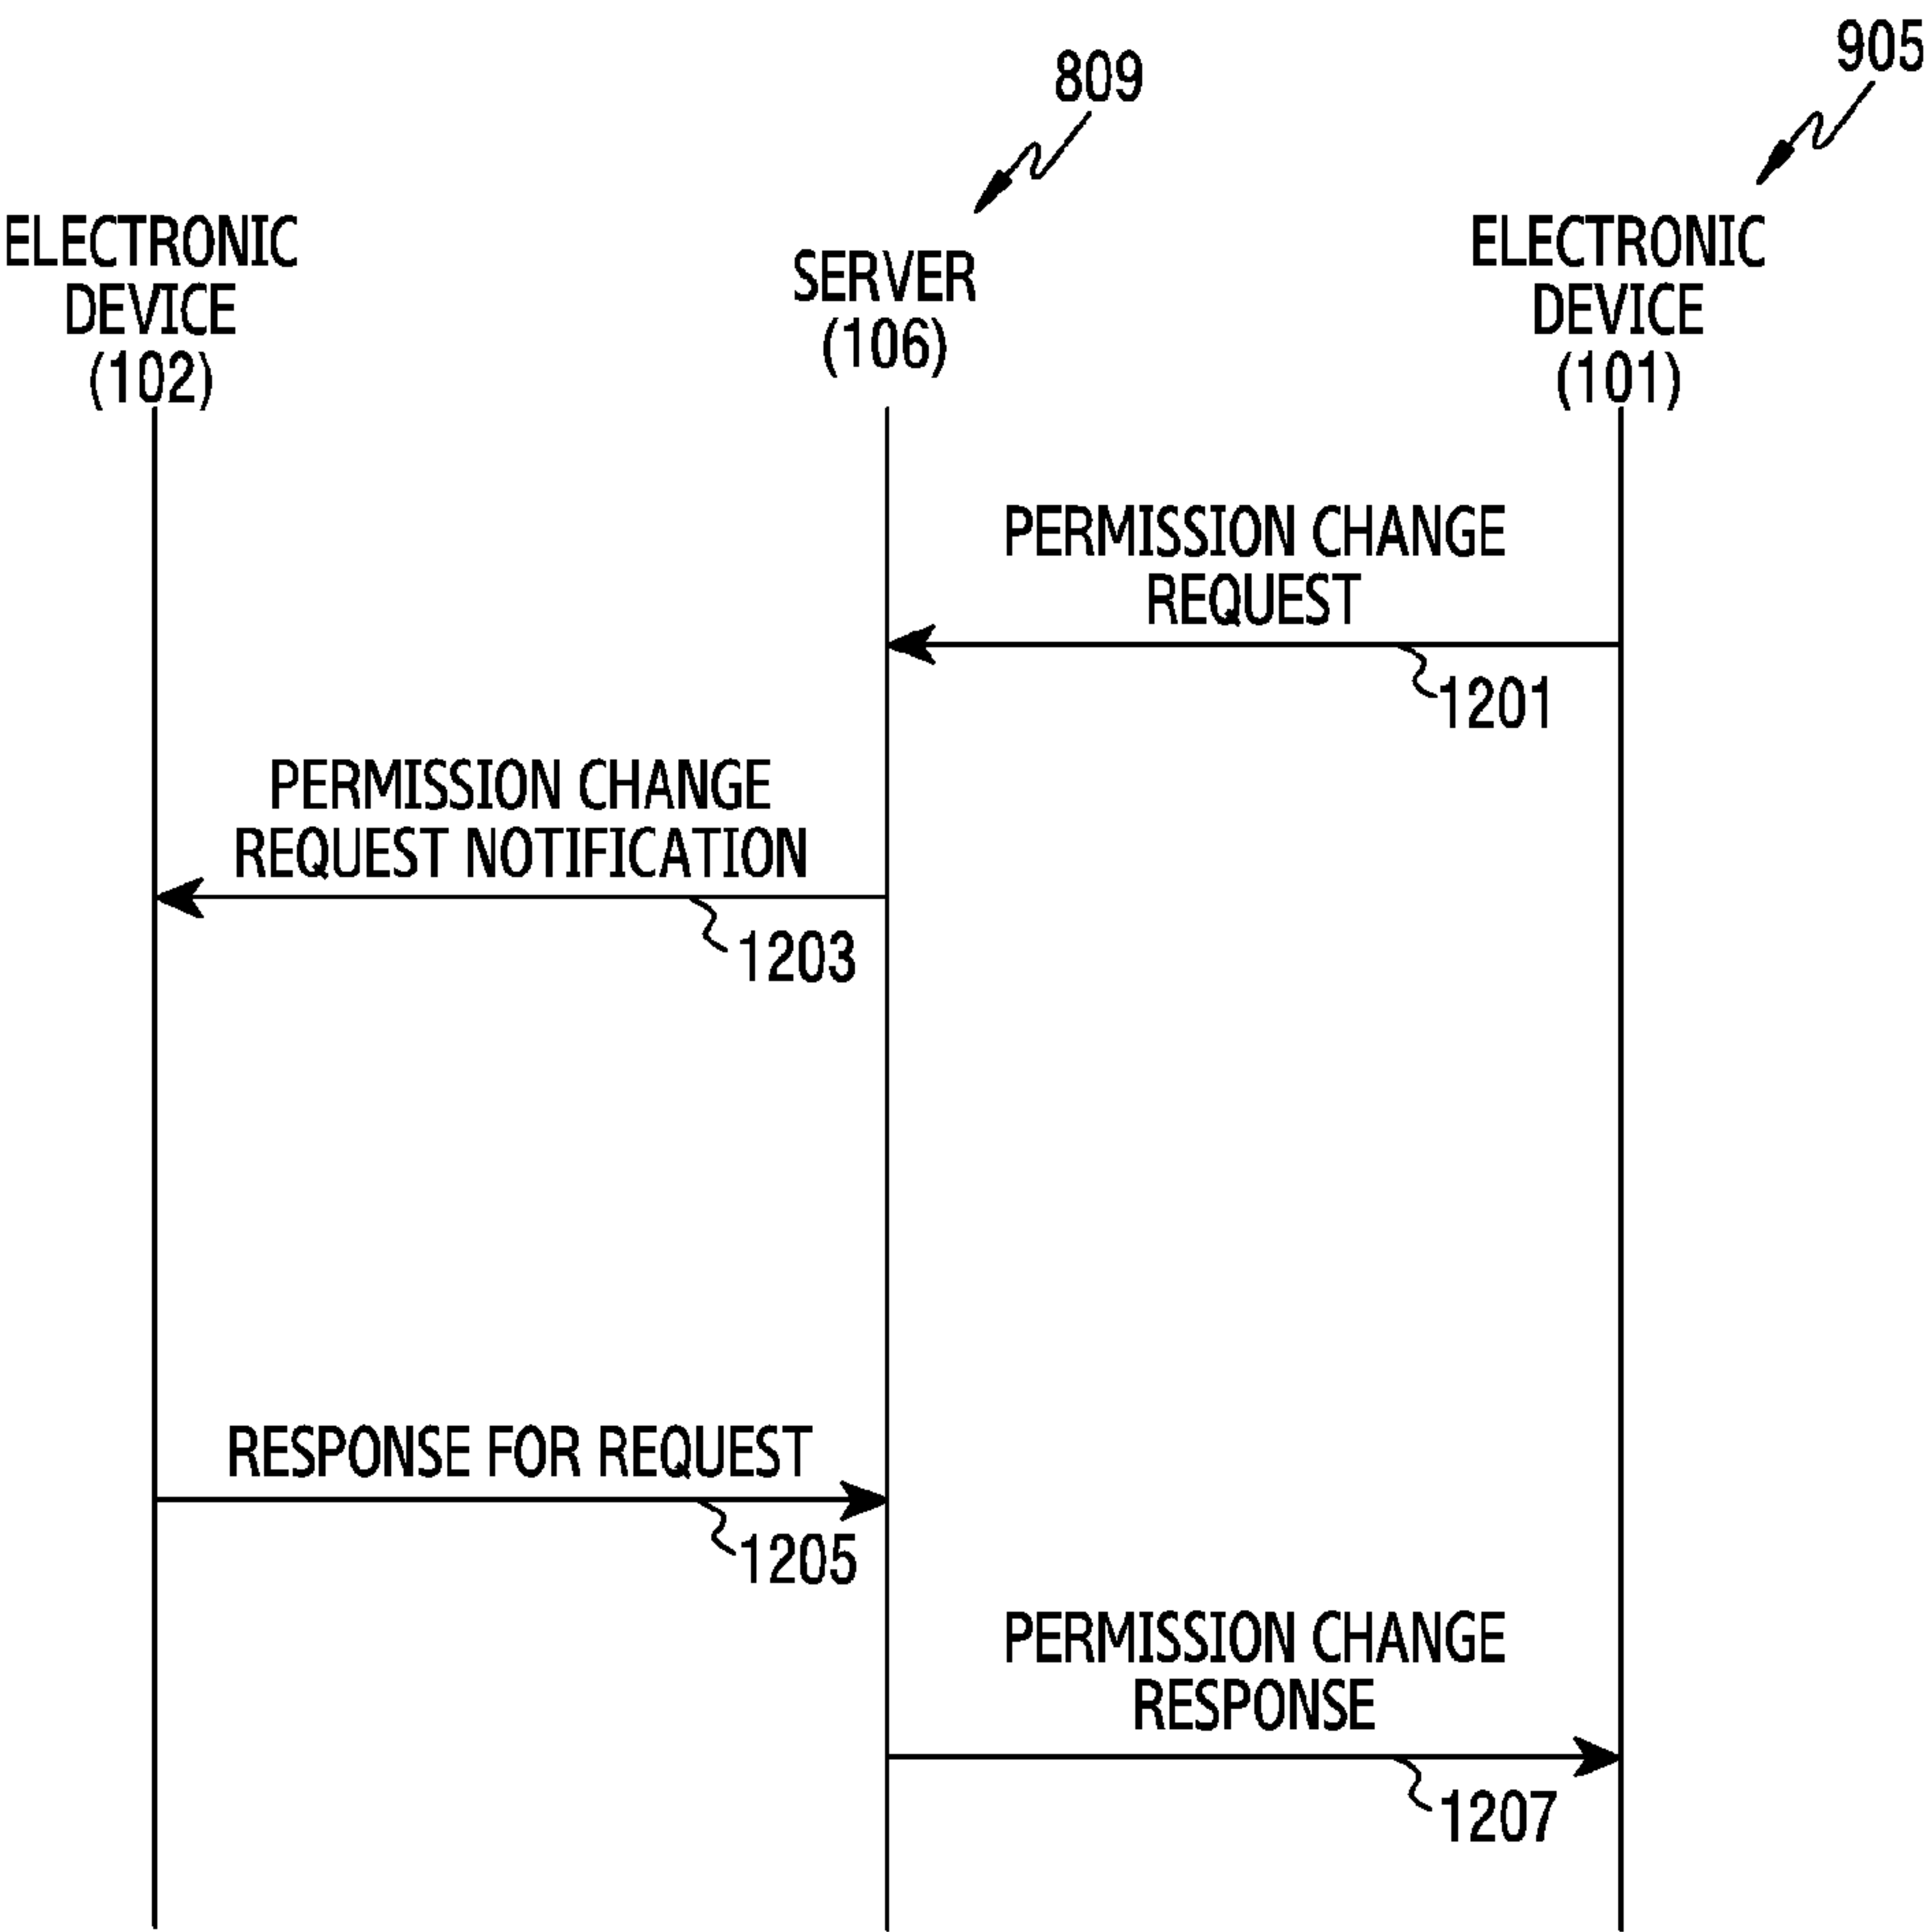 809
905
ELECTRONIC
DEVICE
(102)
SERVER
(106)
ELECTRONIC
DEVICE
(101)
PERMISSION CHANGE
REQUEST
1201
PERMISSION CHANGE
REQUEST NOTIFICATION
1203
RESPONSE FOR REQUEST
1205
PERMISSION CHANGE
RESPONSE
1207